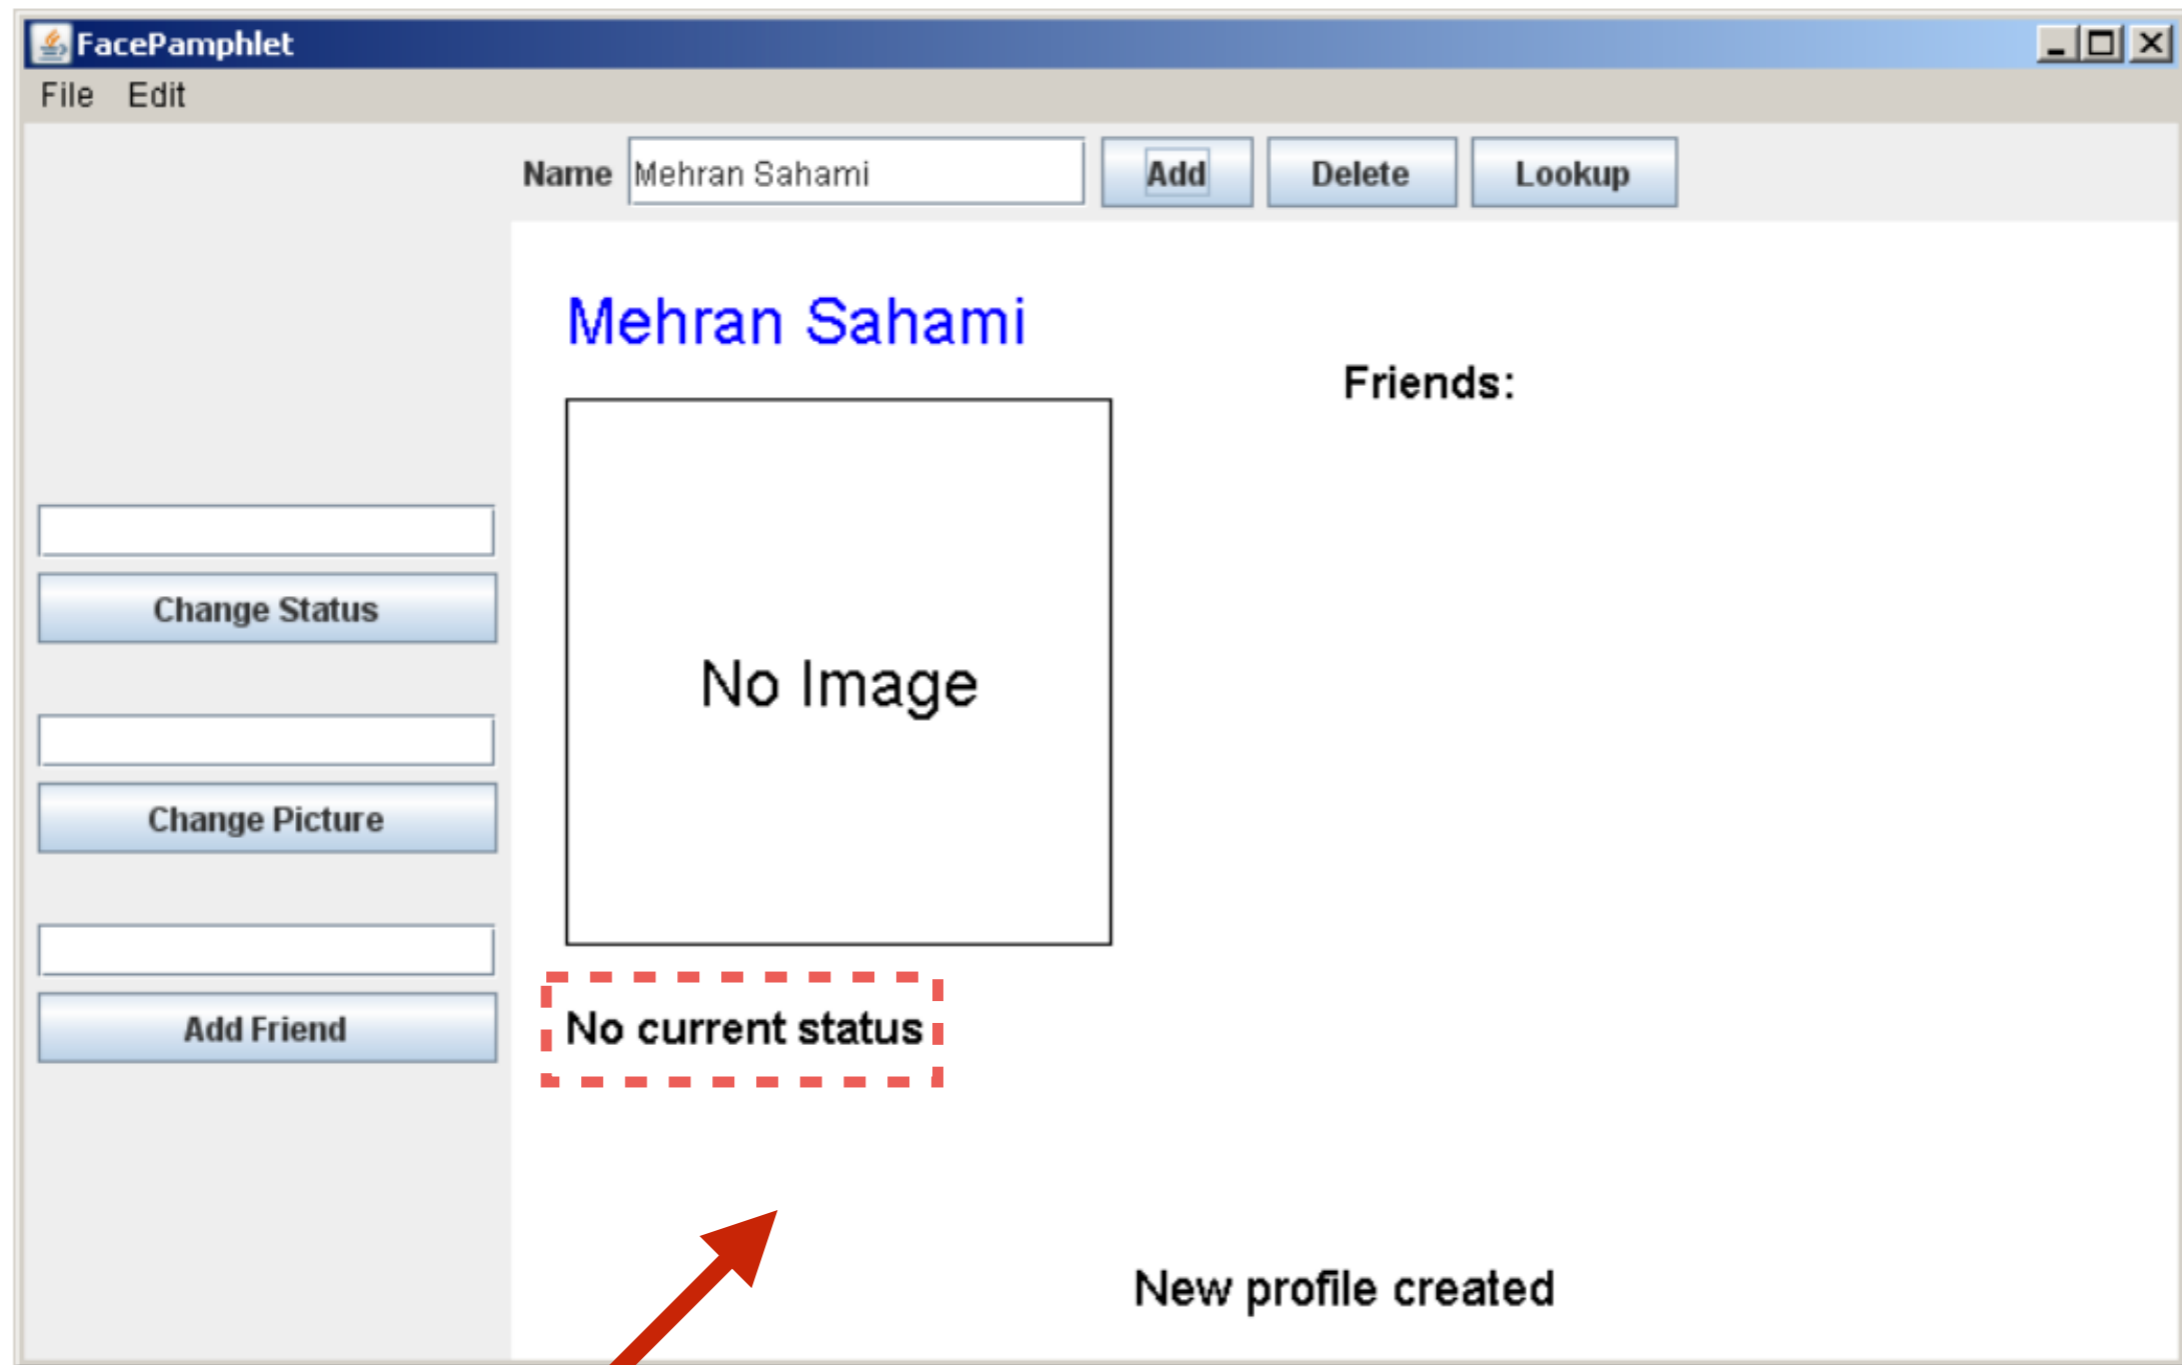 FacePamphlet
File Edit
Name Mehran Sahami Add Delete Lookup
Mehran Sahami
Friends:
No Image
Change Status
Change Picture
Add Friend
No current status
New profile created